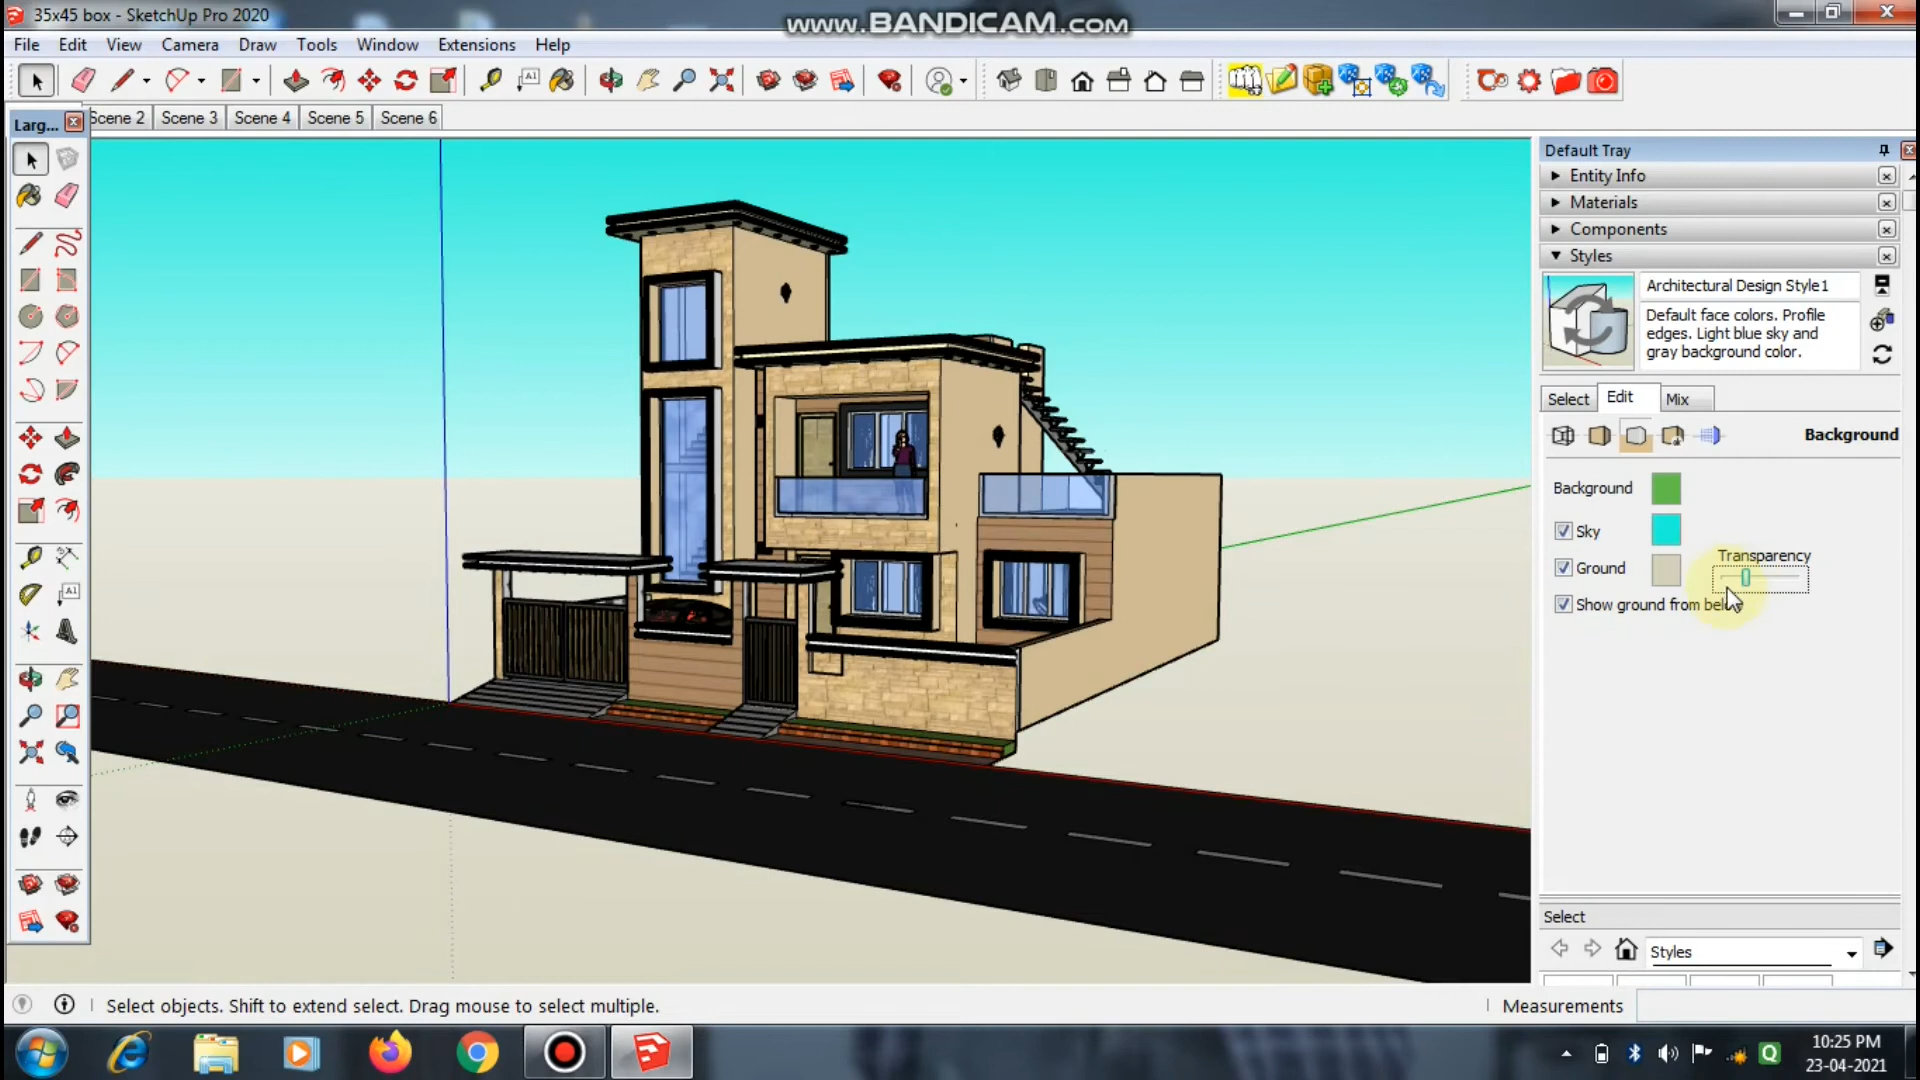 35x45 box - SketchUp Pro 2020
www.BANDICAM.com
File Edit View Camera Draw Tools Window Extensions Help
Scene 2 Scene 3 Scene 4 Scene 5 Scene 6
Larg...
Default Tray
Entity Info
Materials
Components
Styles
Architectural Design Style1
Default face colors. Profile
edges. Light blue sky and
gray background color.
Select Edit Mix
Background
Background
Sky
Transparency
Ground
Show ground from below
Select
Styles
Select objects. Shift to extend select. Drag mouse to select multiple.
Measurements
10:25 PM
23-04-2021